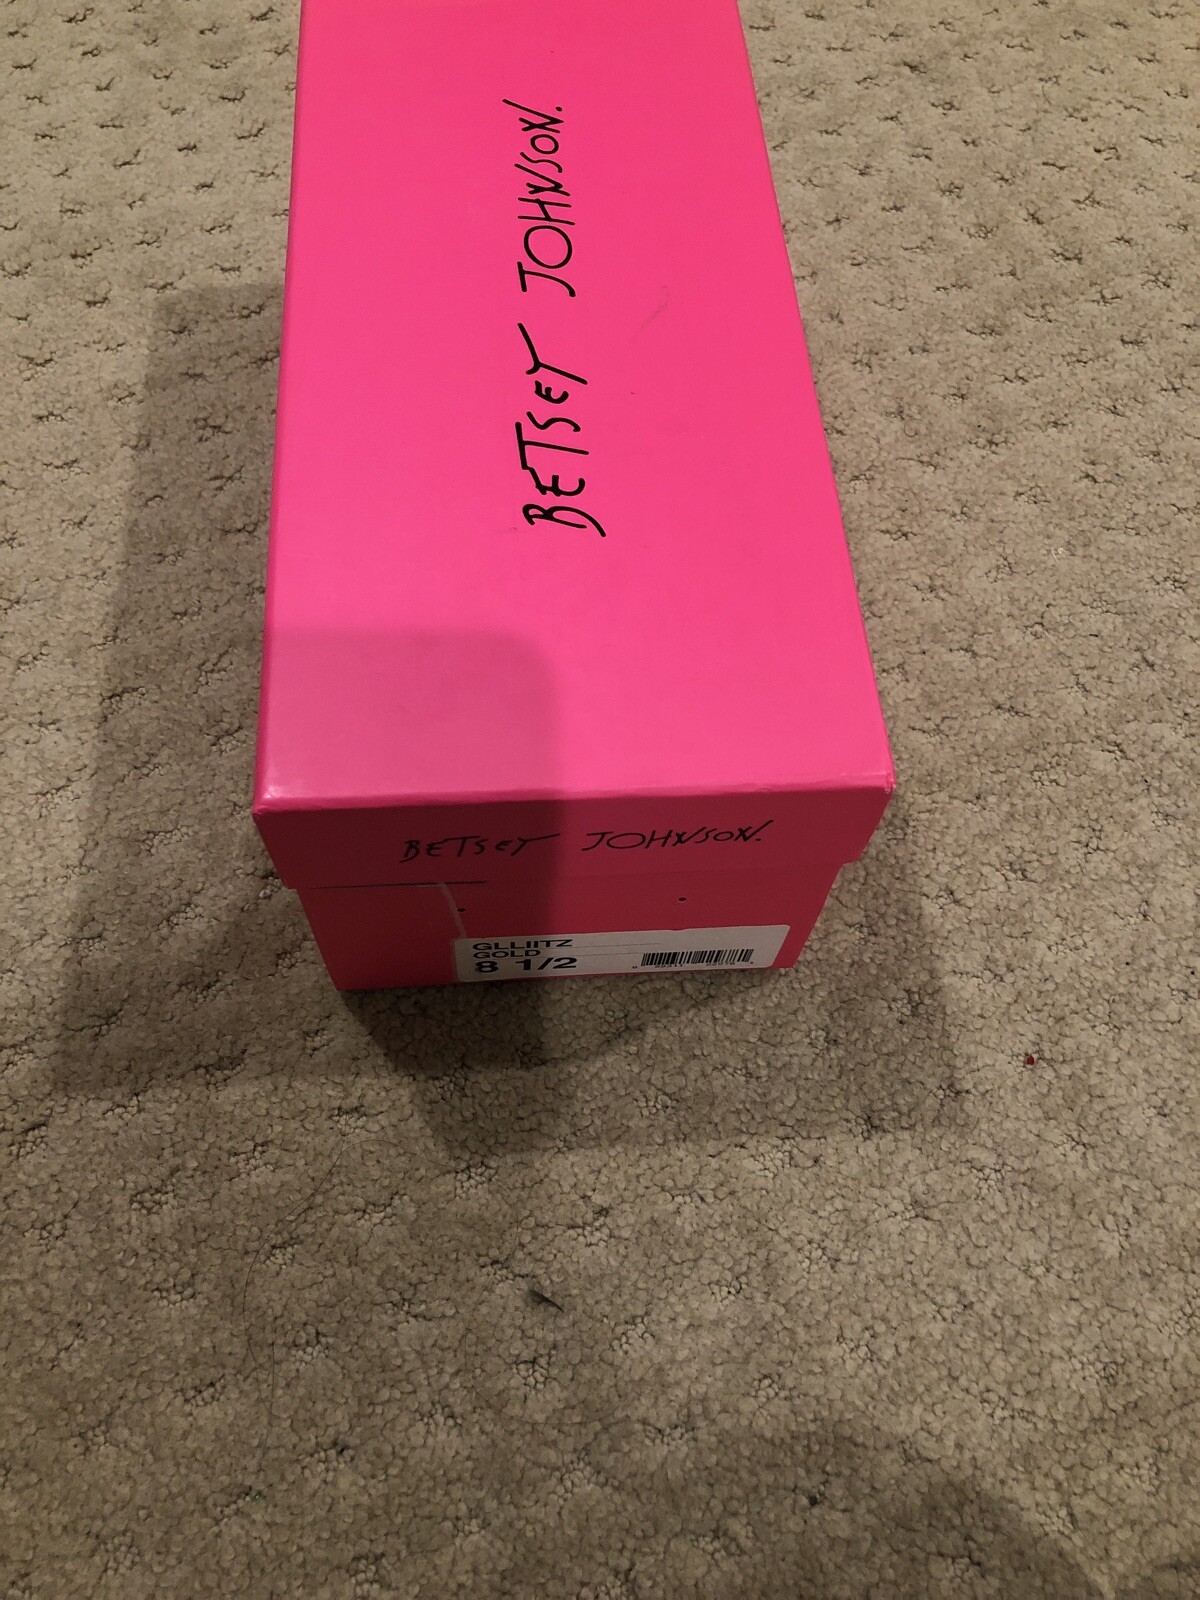 BETSEY JOHNSON.
BETSEY JOHNSON.
GLLIITZ
GOLD
8 1/2